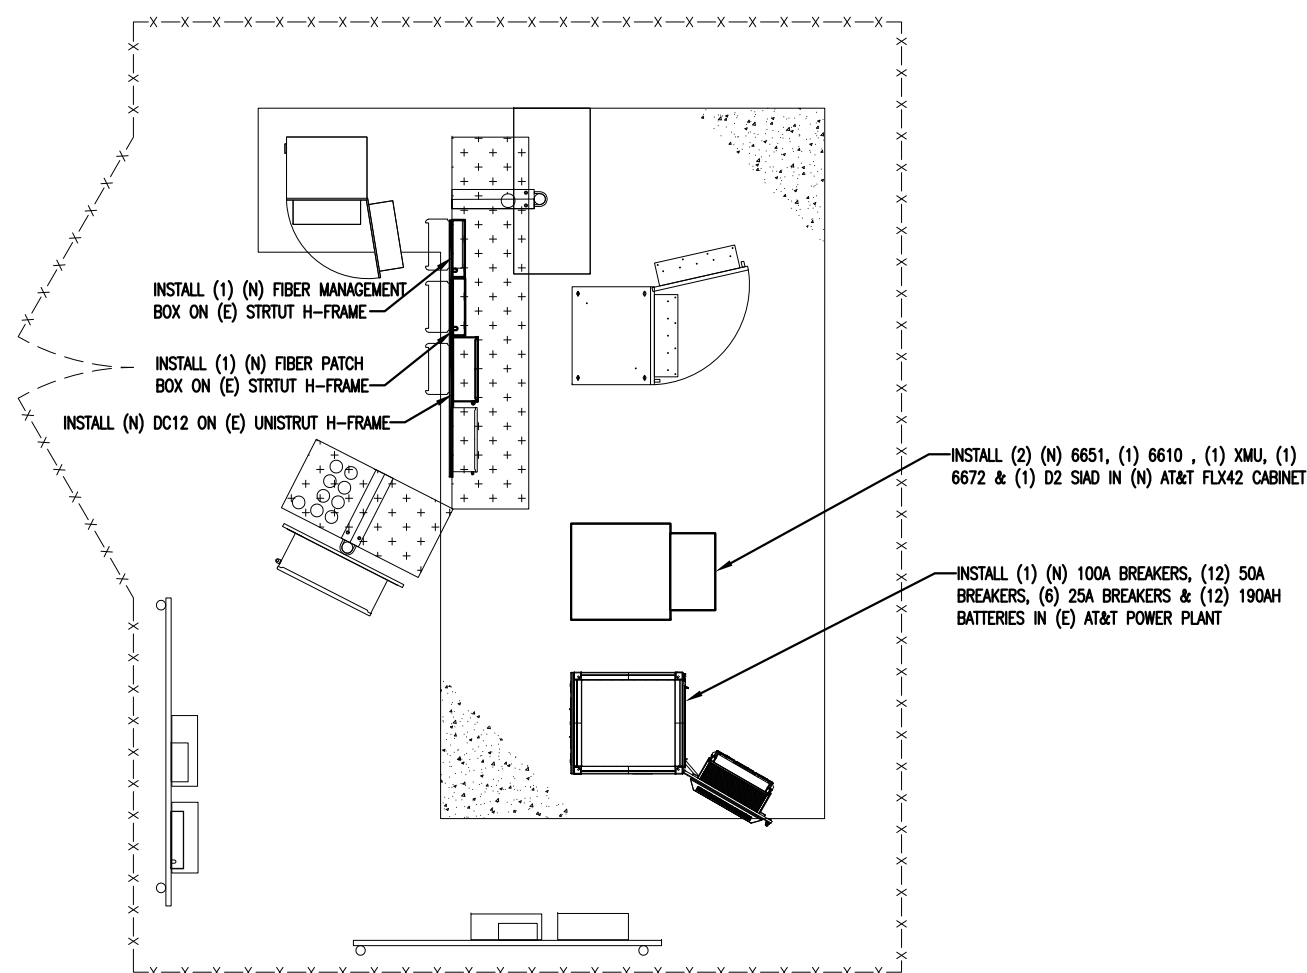 INSTALL (1) (N) FIBER MANAGEMENT
BOX ON (E) STRTUT H-FRAME
INSTALL (1) (N) FIBER PATCH
BOX ON (E) STRTUT H-FRAME
INSTALL (N) DC12 ON (E) UNISTRUT H-FRAME
INSTALL (2) (N) 6651, (1) 6610 , (1) XMU, (1)
6672 & (1) D2 SIAD IN (N) AT&T FLX42 CABINET
INSTALL (1) (N) 100A BREAKERS, (12) 50A
BREAKERS, (6) 25A BREAKERS & (12) 190AH
BATTERIES IN (E) AT&T POWER PLANT